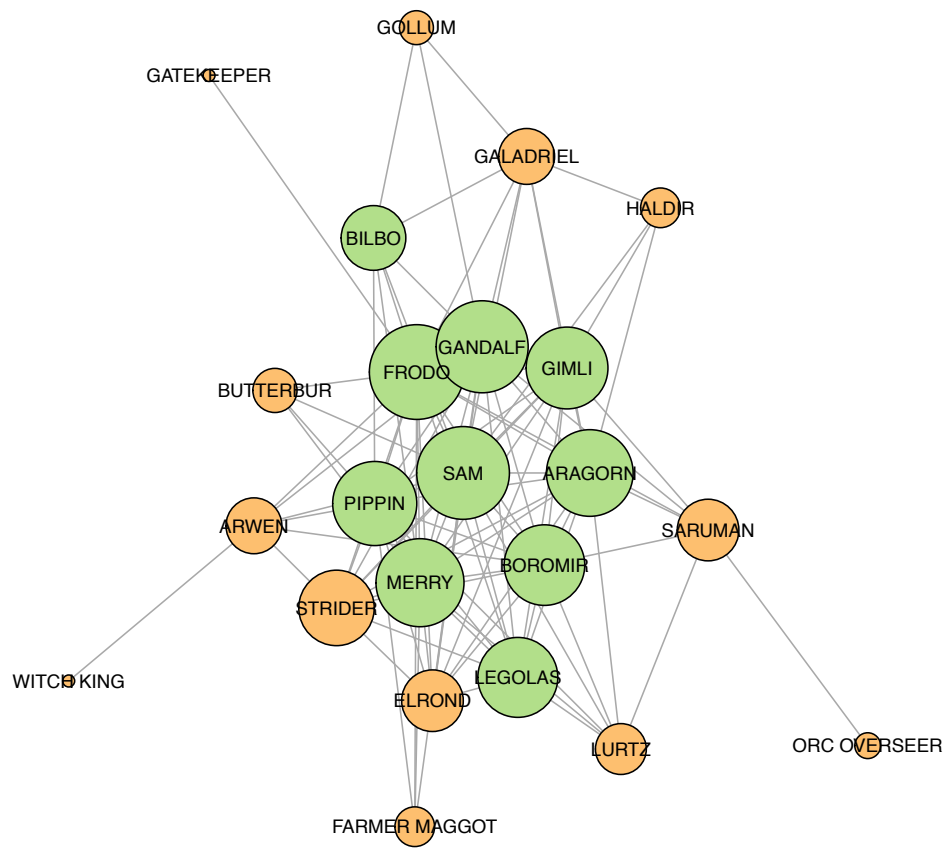 GOLLUM
GATEKEEPER
GALADRIEL
HALDIR
BILBO
GANDALF
FRODO
GIMLI
BUTTERBUR
SAM
ARAGORN
PIPPIN
ARWEN
SARUMAN
BOROMIR
MERRY
STRIDER
LEGOLAS
WITCH KING
ELROND
LURTZ
ORC OVERSEER
FARMER MAGGOT